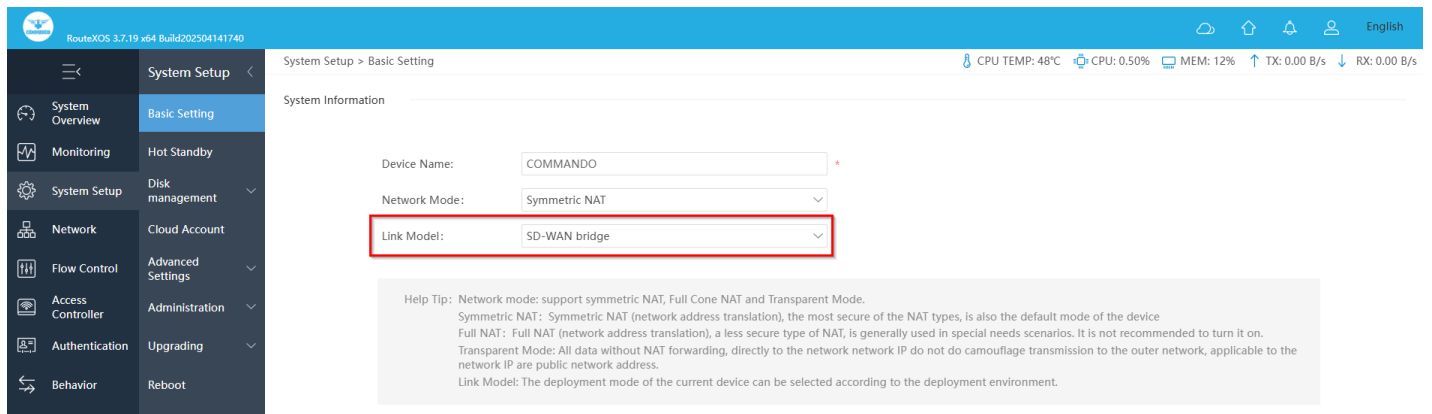 COMMANDO
RouteXOS 3.7.19 x64 Build202504141740
English
System Setup
System Setup > Basic Setting
CPU TEMP: 48°C CPU: 0.50% MEM: 12% TX: 0.00 B/s RX: 0.00 B/s
System Overview
Basic Setting
System Information
Monitoring
Hot Standby
Device Name: COMMANDO *
System Setup
Disk management
Network Mode: Symmetric NAT
Network
Cloud Account
Link Model: SD-WAN bridge
Flow Control
Advanced Settings
Access Controller
Administration
Authentication
Upgrading
Behavior
Reboot
Help Tip: Network mode: support symmetric NAT, Full Cone NAT and Transparent Mode.
Symmetric NAT: Symmetric NAT (network address translation), the most secure of the NAT types, is also the default mode of the device
Full NAT: Full NAT (network address translation), a less secure type of NAT, is generally used in special needs scenarios. It is not recommended to turn it on.
Transparent Mode: All data without NAT forwarding, directly to the network network IP do not do camouflage transmission to the outer network, applicable to the
network IP are public network address.
Link Model: The deployment mode of the current device can be selected according to the deployment environment.